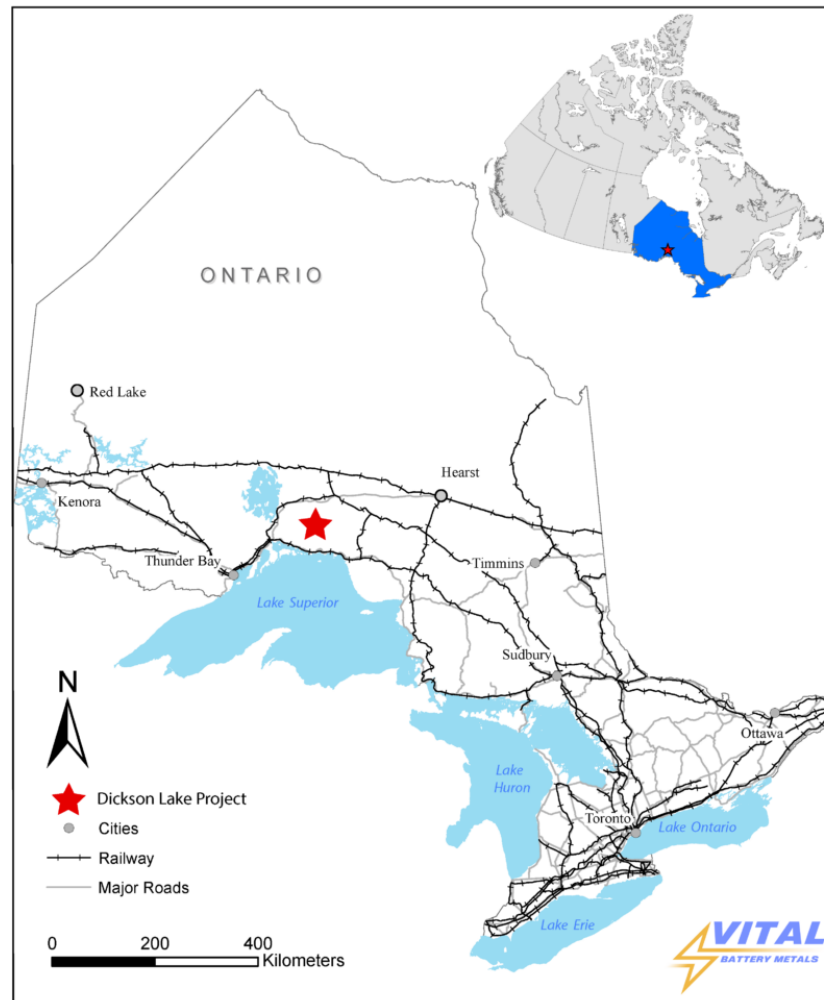 ONTARIO
Red Lake
Hearst
Kenora
Thunder Bay
Timmins
Lake Superior
Sudbury
N
Ottawa
Lake
Huron
Dickson Lake Project
Cities
Toronto
Lake Ontario
Railway
Major Roads
Lake Erie
0 200 400
Kilometers
VITAL
BATTERY METALS